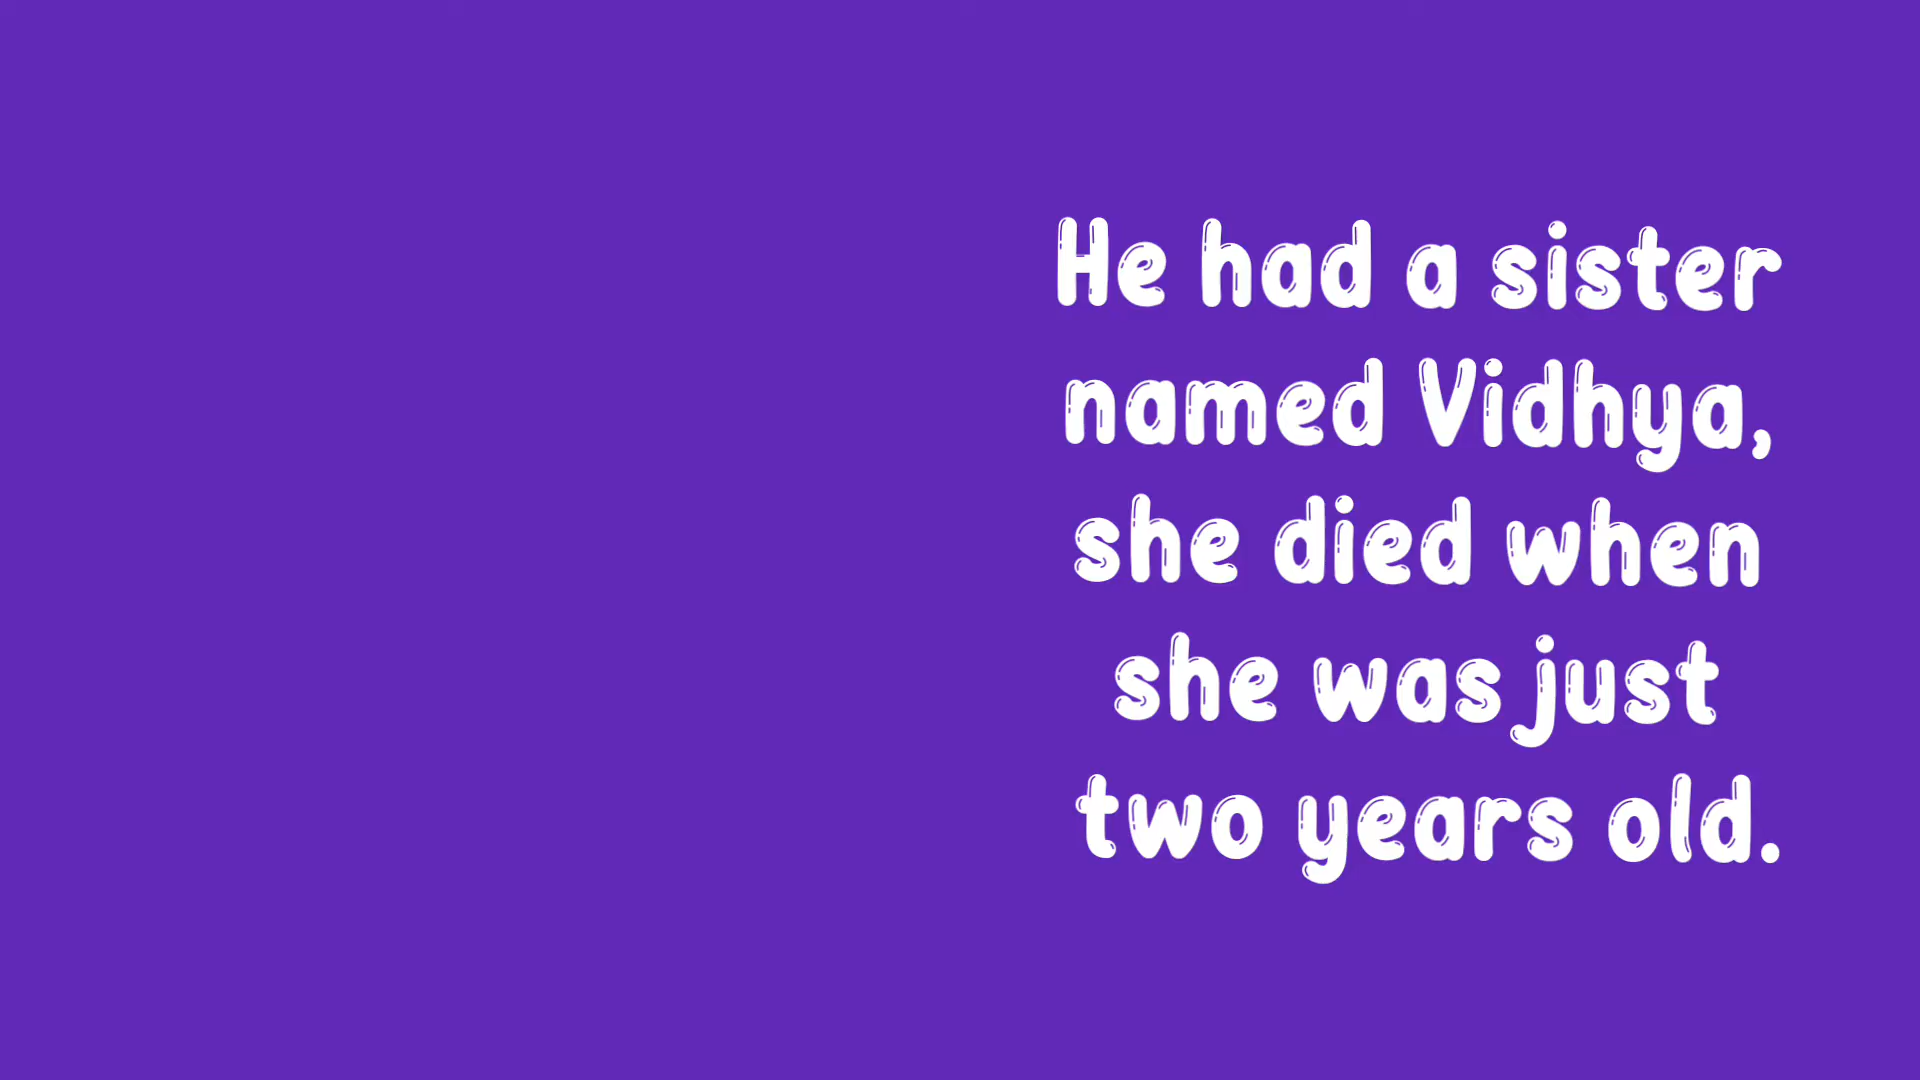 He had a sister
named Vidhya,
she died when
she was just
two years old.